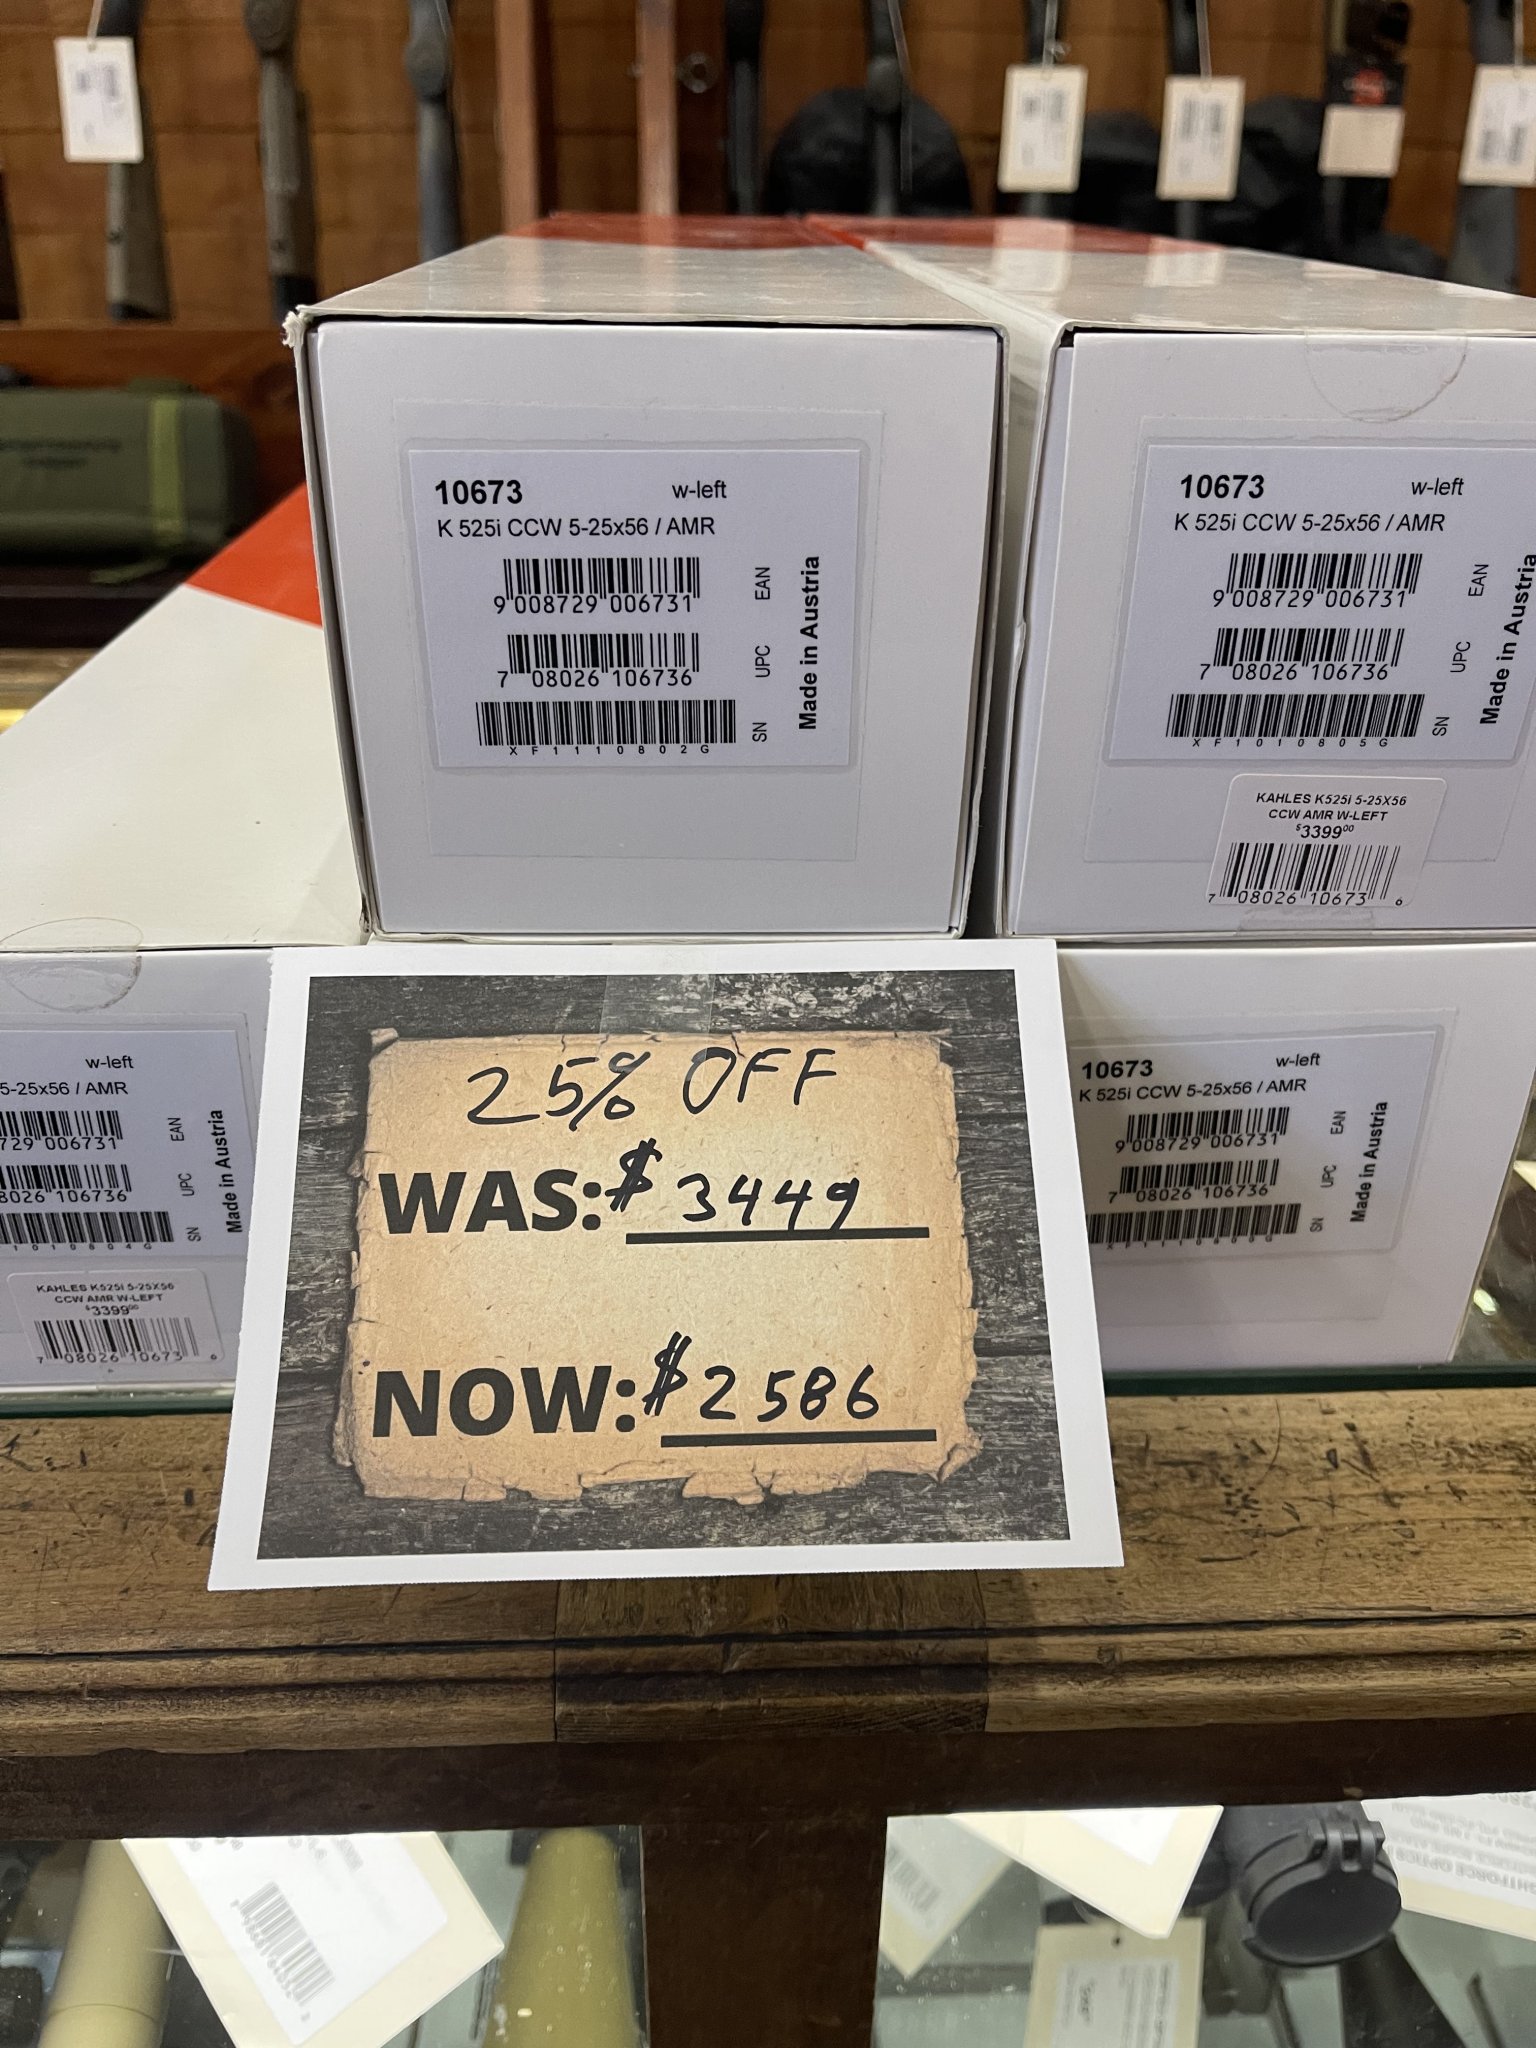 10673 w-left
K 525i CCW 5-25x56 / AMR
9 008729 006731 EAN
7 08026 106736 UPC
XF1110802G SN
Made in Austria
10673 w-left
K 525i CCW 5-25x56 / AMR
9 008729 006731 EAN
7 08026 106736 UPC
XF1010805G SN
Made in Austria
KAHLES K525I 5-25X56
CCW AMR W-LEFT
$3399.00
7 08026 10673 6
w-left
5-25x56 / AMR
729 006731 EAN
8026 106736 UPC
SN
Made in Austria
KAHLES K525I 5-25X56
CCW AMR W-LEFT
$3399.00
7 08026 10673 6
25% OFF
WAS: $ 3449
NOW: $ 2586
10673 w-left
K 525i CCW 5-25x56 / AMR
9 008729 006731 EAN
7 08026 106736 UPC
SN
Made in Austria